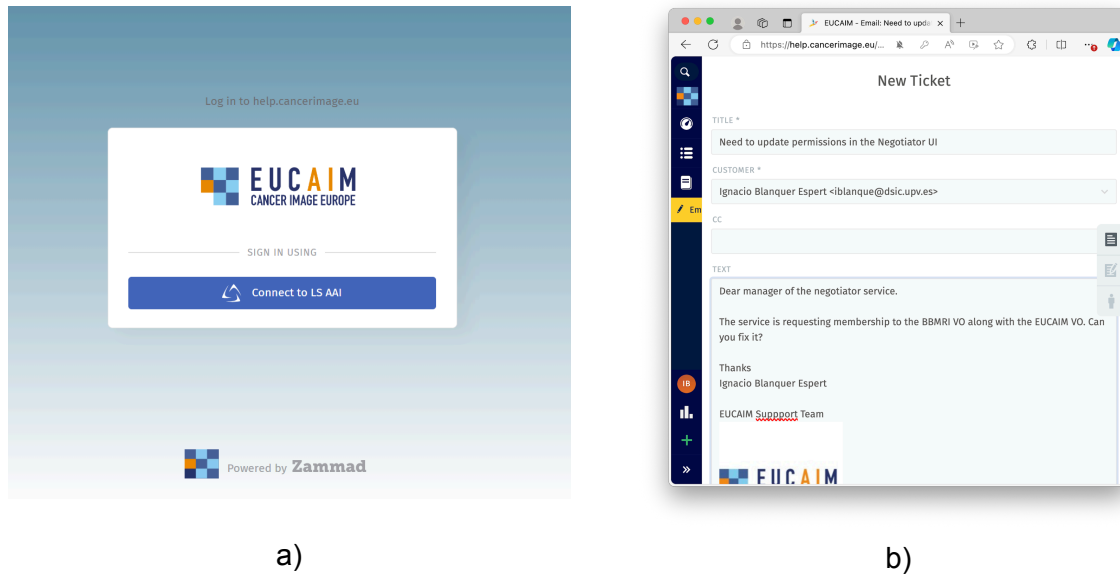 Log in to help.cancerimage.eu
EUCAIM
CANCER IMAGE EUROPE
SIGN IN USING
Connect to LS AAI
Powered by Zammad
a)
EUCAIM - Email: Need to upda
https://help.cancerimage.eu/...
New Ticket
TITLE *
Need to update permissions in the Negotiator UI
CUSTOMER *
Ignacio Blanquer Espert <iblanque@dsic.upv.es>
Em
CC
TEXT
Dear manager of the negotiator service.
The service is requesting membership to the BBMRI VO along with the EUCAIM VO. Can
you fix it?
Thanks
Ignacio Blanquer Espert
IB
EUCAIM Suppport Team
EUCAIM
b)